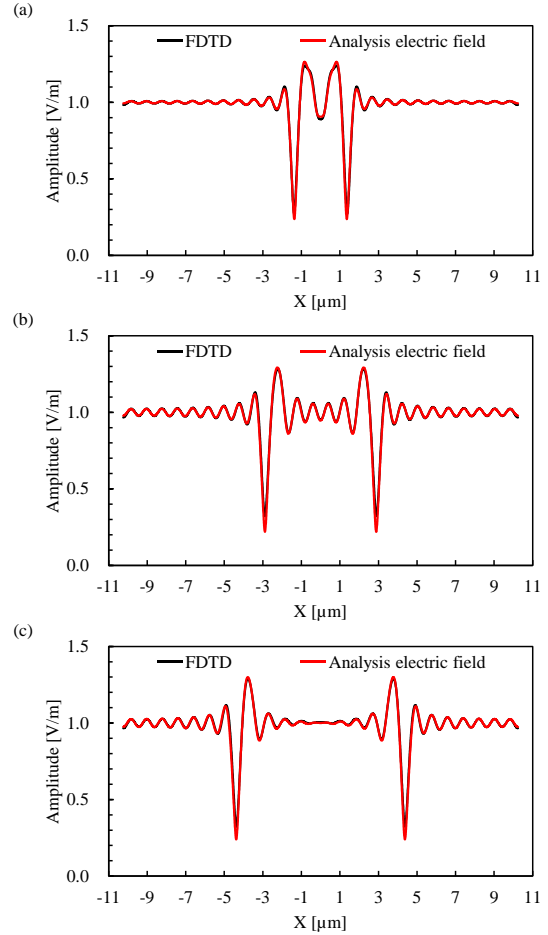 (a)
1.5
FDTD
Analysis electric field
1.0
Amplitude [V/m]
0.5
0.0
-11 -9 -7 -5 -3 -1 1 3 5 7 9 11
X [μm]
(b)
1.5
FDTD
Analysis electric field
1.0
Amplitude [V/m]
0.5
0.0
-11 -9 -7 -5 -3 -1 1 3 5 7 9 11
X [μm]
(c)
1.5
FDTD
Analysis electric field
1.0
Amplitude [V/m]
0.5
0.0
-11 -9 -7 -5 -3 -1 1 3 5 7 9 11
X [μm]